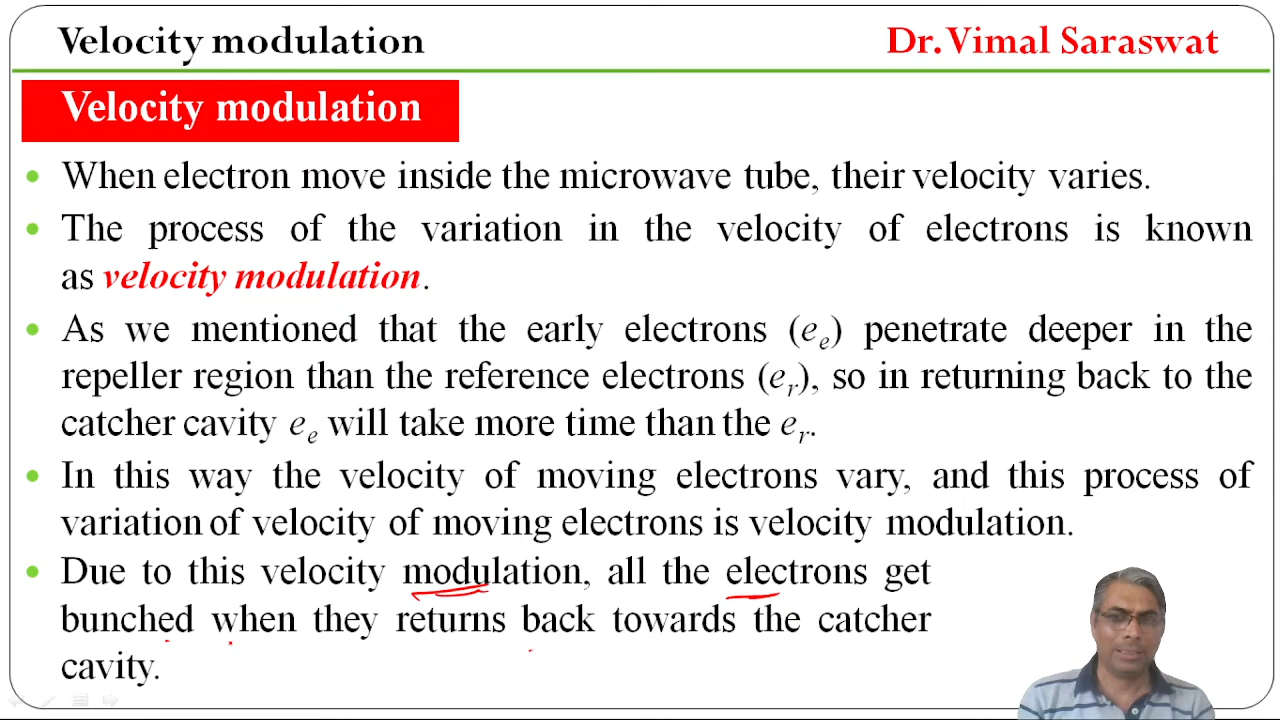 Velocity modulation Dr. Vimal Saraswat
Velocity modulation
• When electron move inside the microwave tube, their velocity varies.
• The process of the variation in the velocity of electrons is known
as velocity modulation.
• As we mentioned that the early electrons (eₑ) penetrate deeper in the
repeller region than the reference electrons (eᵣ), so in returning back to the
catcher cavity eₑ will take more time than the eᵣ.
• In this way the velocity of moving electrons vary, and this process of
variation of velocity of moving electrons is velocity modulation.
• Due to this velocity modulation, all the electrons get
bunched when they returns back towards the catcher
cavity.